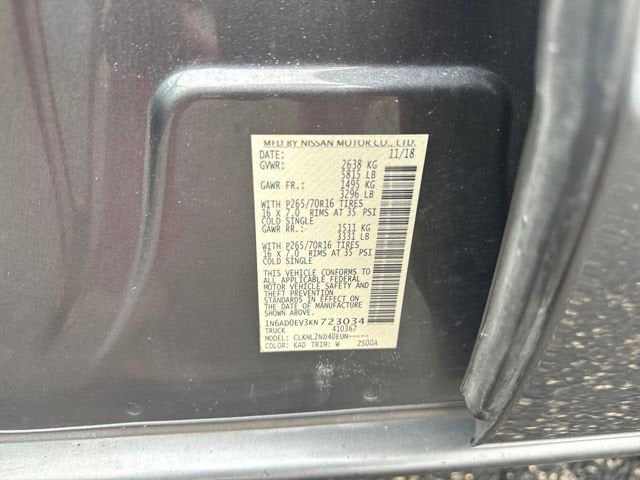 MFD BY NISSAN MOTOR CO., LTD.
DATE: 11/18
GVWR: 2638 KG
5815 LB
GAWR FR.: 1495 KG
3296 LB
WITH P265/70R16 TIRES
16 X 7.0 RIMS AT 35 PSI
COLD SINGLE
GAWR RR.: 1511 KG
3331 LB
WITH P265/70R16 TIRES
16 X 7.0 RIMS AT 35 PSI
COLD SINGLE
THIS VEHICLE CONFORMS TO
ALL APPLICABLE FEDERAL
MOTOR VEHICLE SAFETY AND
THEFT PREVENTION
STANDARDS IN EFFECT ON
THE DATE OF MANUFACTURE
SHOWN ABOVE.
1N6AD0EV3KN723034
TRUCK 410367
MODEL: CLKNLZND40EUN-----
COLOR: KAD TRIM: W 2S00A